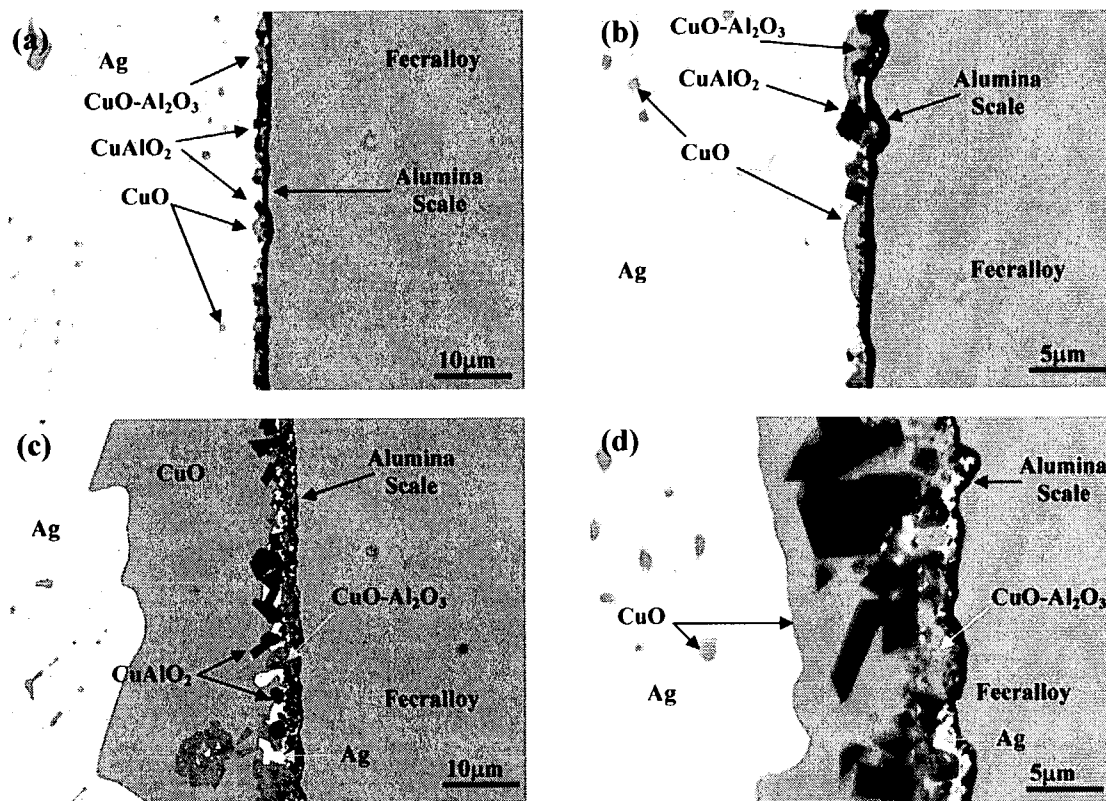 (a)
Ag
CuO-Al₂O₃
CuAlO₂
CuO
Fecralloy
Alumina
Scale
10μm
(b)
CuO-Al₂O₃
CuAlO₂
CuO
Ag
Alumina
Scale
Fecralloy
5μm
(c)
CuO
Ag
Alumina
Scale
CuO-Al₂O₃
CuAlO₂
Fecralloy
Ag
10μm
(d)
Alumina
Scale
CuO-Al₂O₃
CuO
Ag
Fecralloy
Ag
5μm